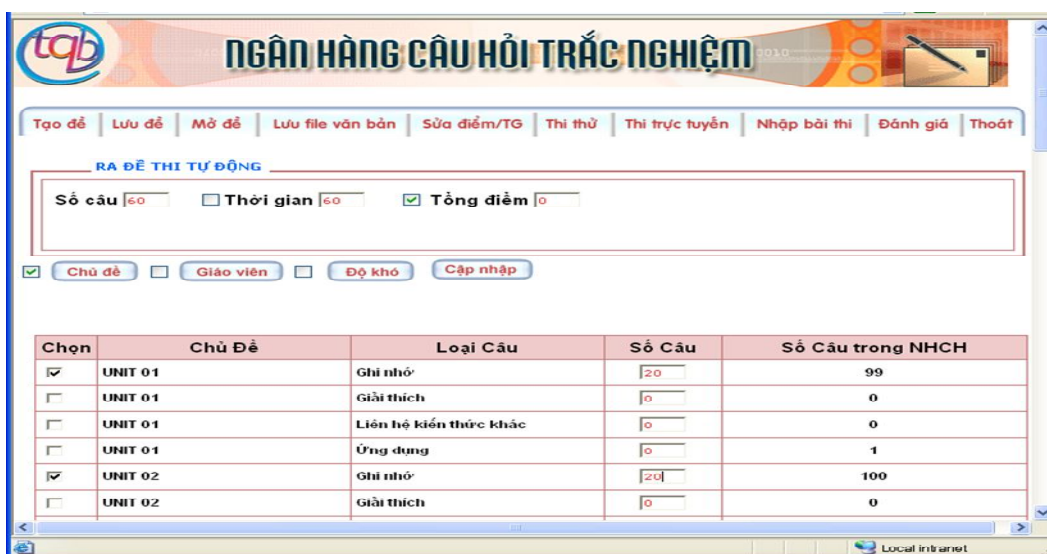 tqb
NGÂN HÀNG CÂU HỎI TRẮC NGHIỆM
2010
Tạo đề Lưu đề Mở đề Lưu file văn bản Sửa điểm/TG Thi thử Thi trực tuyến Nhập bài thi Đánh giá Thoát
RA ĐỀ THI TỰ ĐỘNG
Số câu 60 Thời gian 60 Tổng điểm 0
Chủ đề Giáo viên Độ khó Cập nhập
Chọn Chủ Đề Loại Câu Số Câu Số Câu trong NHCH
UNIT 01 Ghi nhớ 20 99
UNIT 01 Giải thích 0 0
UNIT 01 Liên hệ kiến thức khác 0 0
UNIT 01 Ứng dụng 0 1
UNIT 02 Ghi nhớ 20 100
UNIT 02 Giải thích 0 0
Local intranet